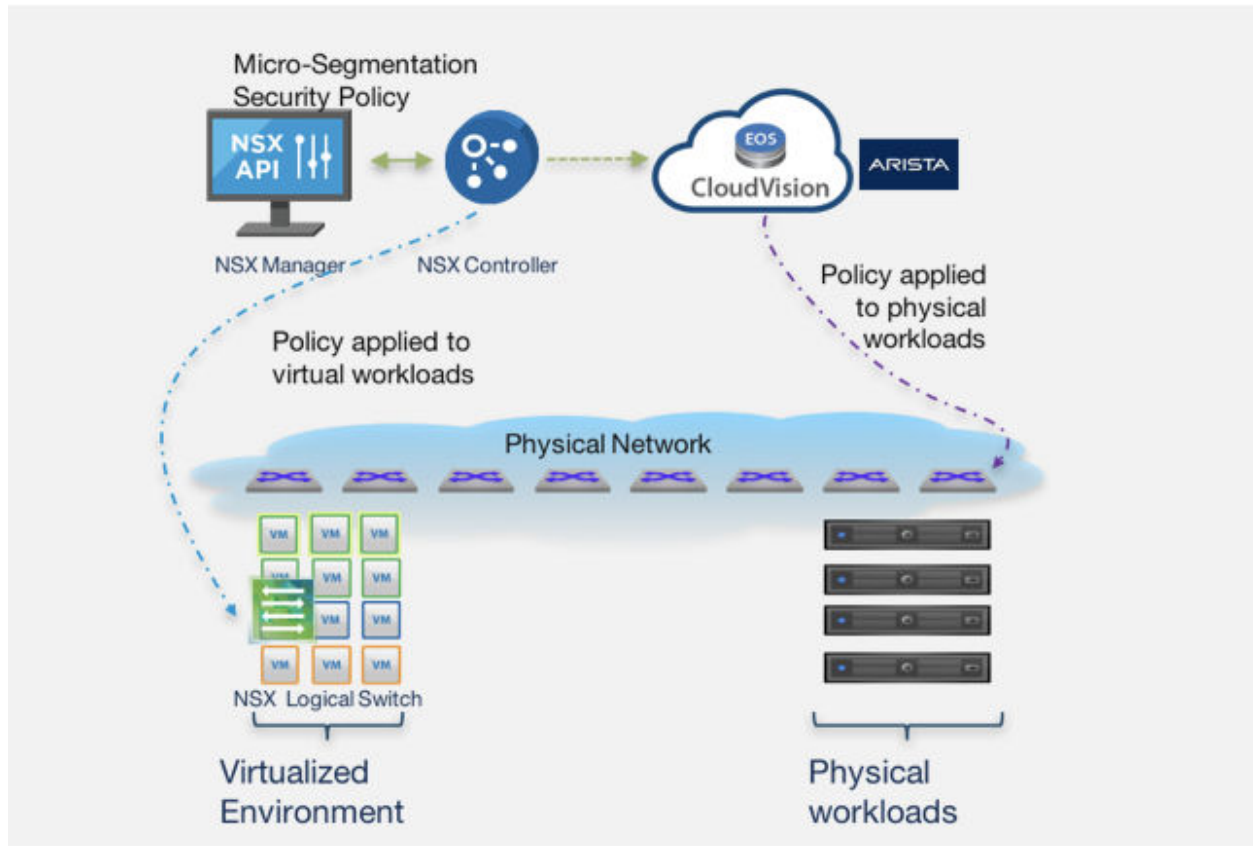 Micro-Segmentation
Security Policy
NSX
API
EOS
CloudVision
ARISTA
NSX Manager
NSX Controller
Policy applied
to physical
workloads
Policy applied to
virtual workloads
Physical Network
VM VM VM
VM VM VM
VM VM
VM VM VM
NSX Logical Switch
Virtualized
Environment
Physical
workloads